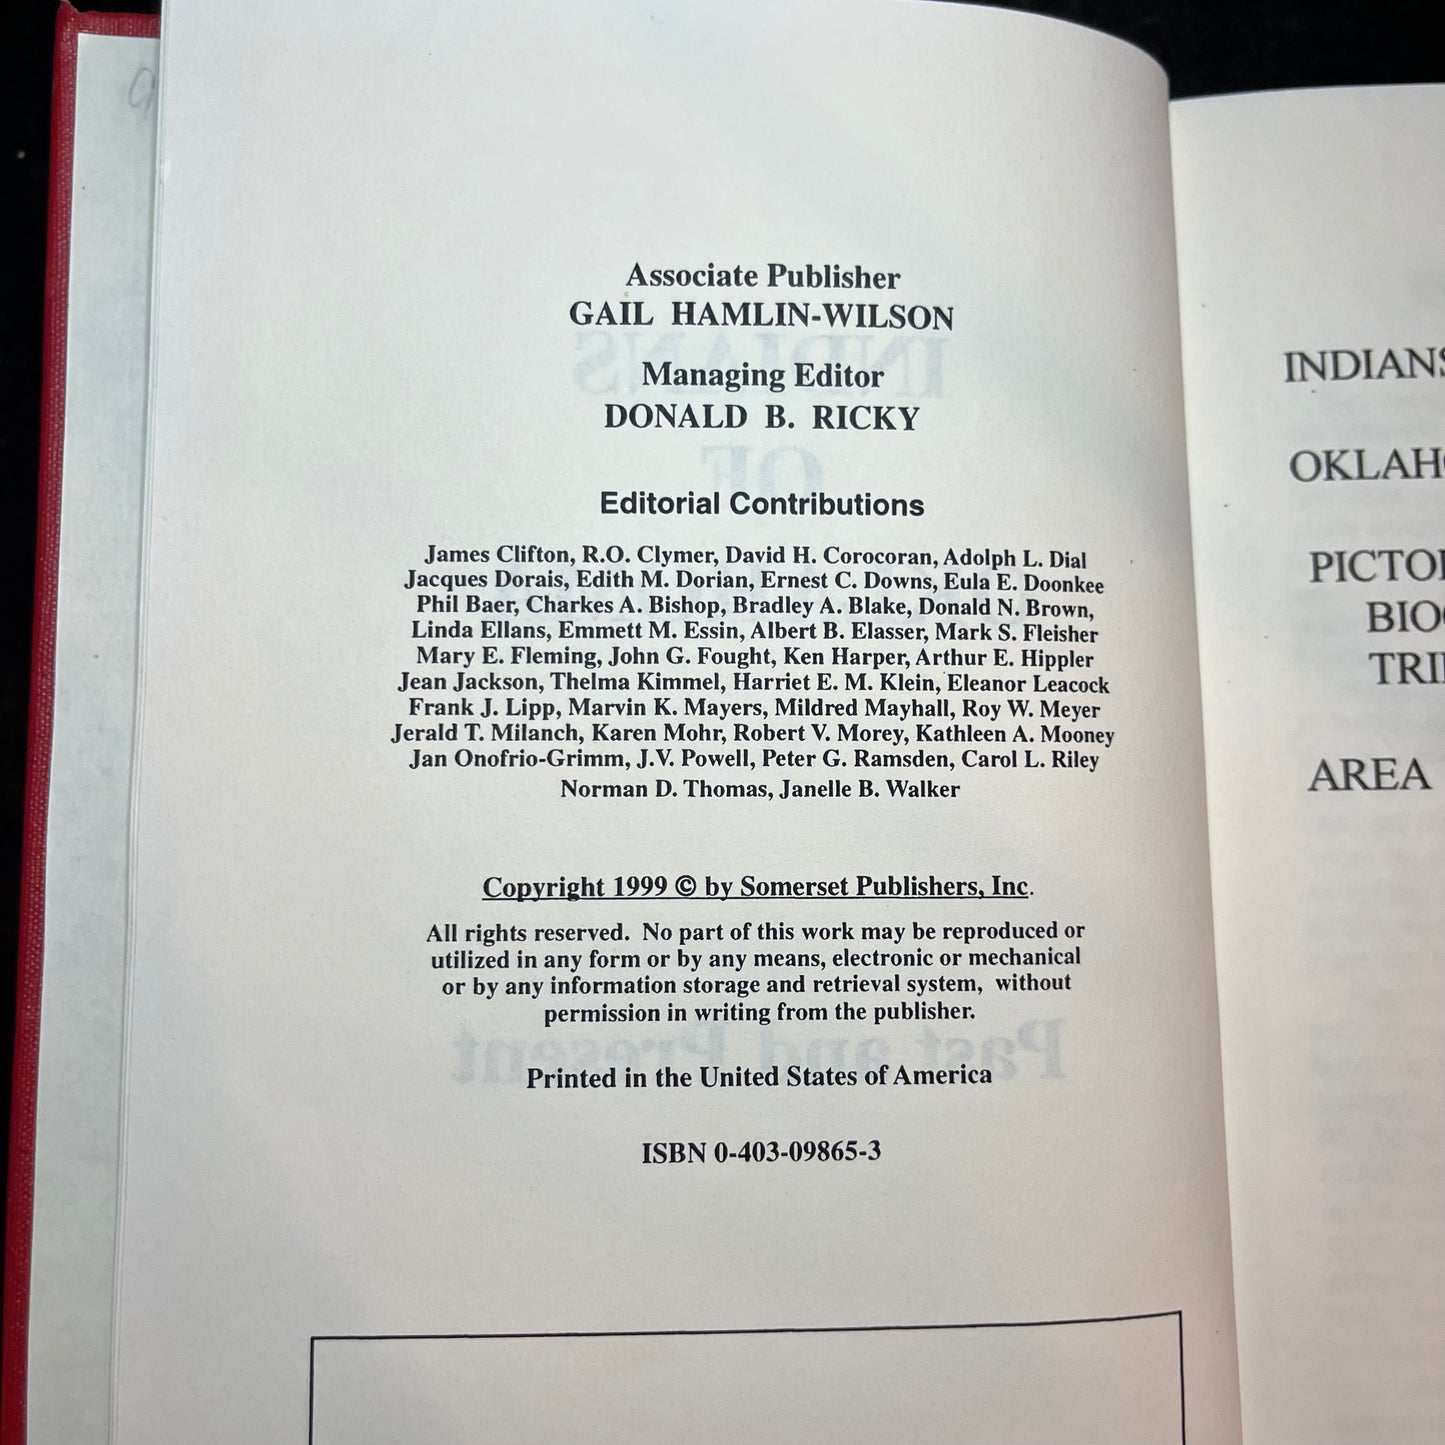 Associate Publisher
GAIL HAMLIN-WILSON
Managing Editor
DONALD B. RICKY
Editorial Contributions
James Clifton, R.O. Clymer, David H. Corocoran, Adolph L. Dial
Jacques Dorais, Edith M. Dorian, Ernest C. Downs, Eula E. Doonkee
Phil Baer, Charkes A. Bishop, Bradley A. Blake, Donald N. Brown,
Linda Ellans, Emmett M. Essin, Albert B. Elasser, Mark S. Fleisher
Mary E. Fleming, John G. Fought, Ken Harper, Arthur E. Hippler
Jean Jackson, Thelma Kimmel, Harriet E. M. Klein, Eleanor Leacock
Frank J. Lipp, Marvin K. Mayers, Mildred Mayhall, Roy W. Meyer
Jerald T. Milanch, Karen Mohr, Robert V. Morey, Kathleen A. Mooney
Jan Onofrio-Grimm, J.V. Powell, Peter G. Ramsden, Carol L. Riley
Norman D. Thomas, Janelle B. Walker
Copyright 1999 © by Somerset Publishers, Inc.
All rights reserved. No part of this work may be reproduced or
utilized in any form or by any means, electronic or mechanical
or by any information storage and retrieval system, without
permission in writing from the publisher.
Printed in the United States of America
ISBN 0-403-09865-3
INDIANS
OKLAHO
PICTOR
BIOG
TRI
AREA